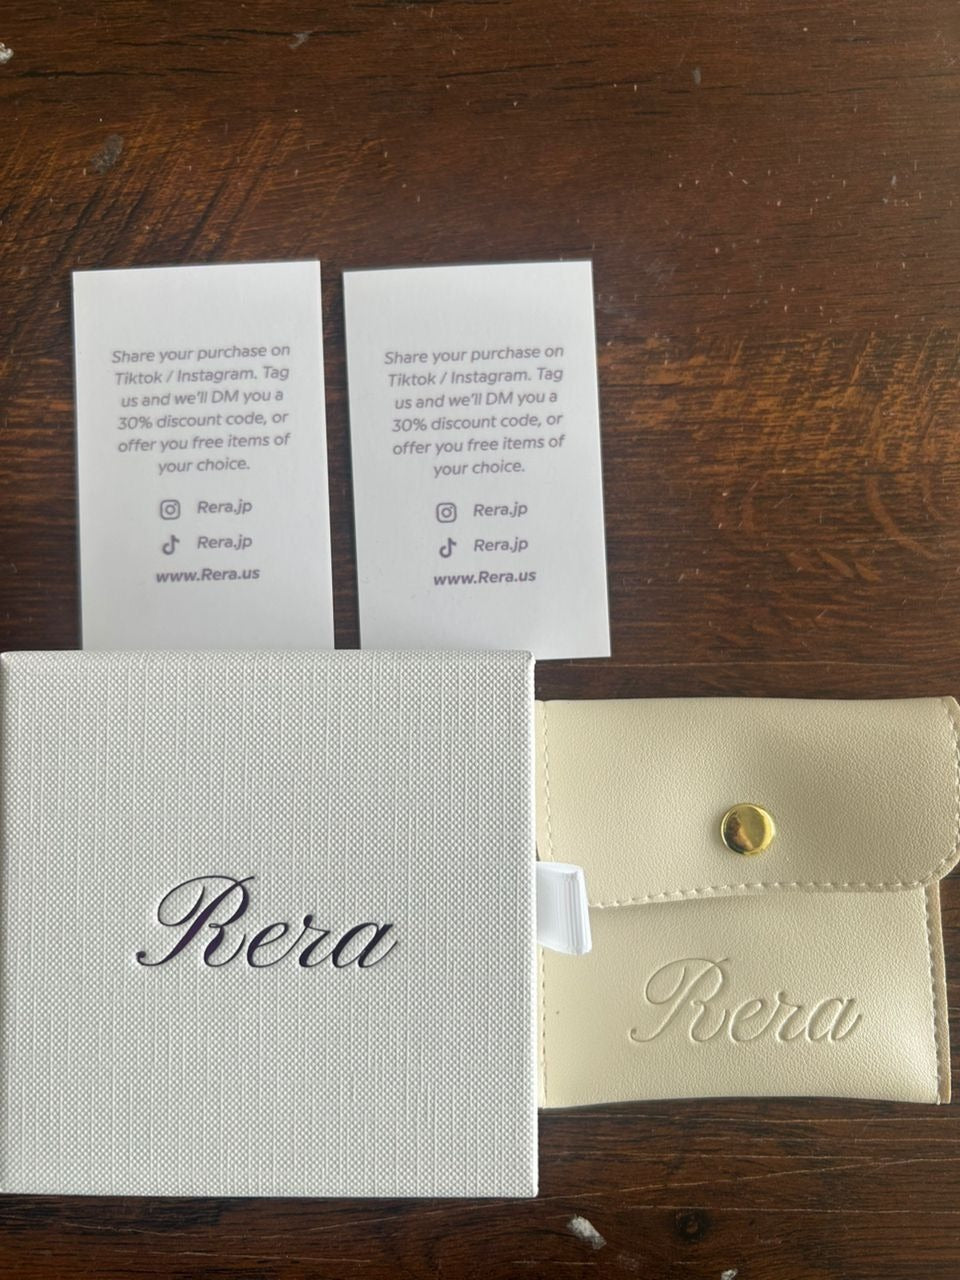 Share your purchase on
Tiktok / Instagram. Tag
us and we'll DM you a
30% discount code, or
offer you free items of
your choice.
Rera.jp
Rera.jp
www.Rera.us
Share your purchase on
Tiktok / Instagram. Tag
us and we'll DM you a
30% discount code, or
offer you free items of
your choice.
Rera.jp
Rera.jp
www.Rera.us
Rera
Rera